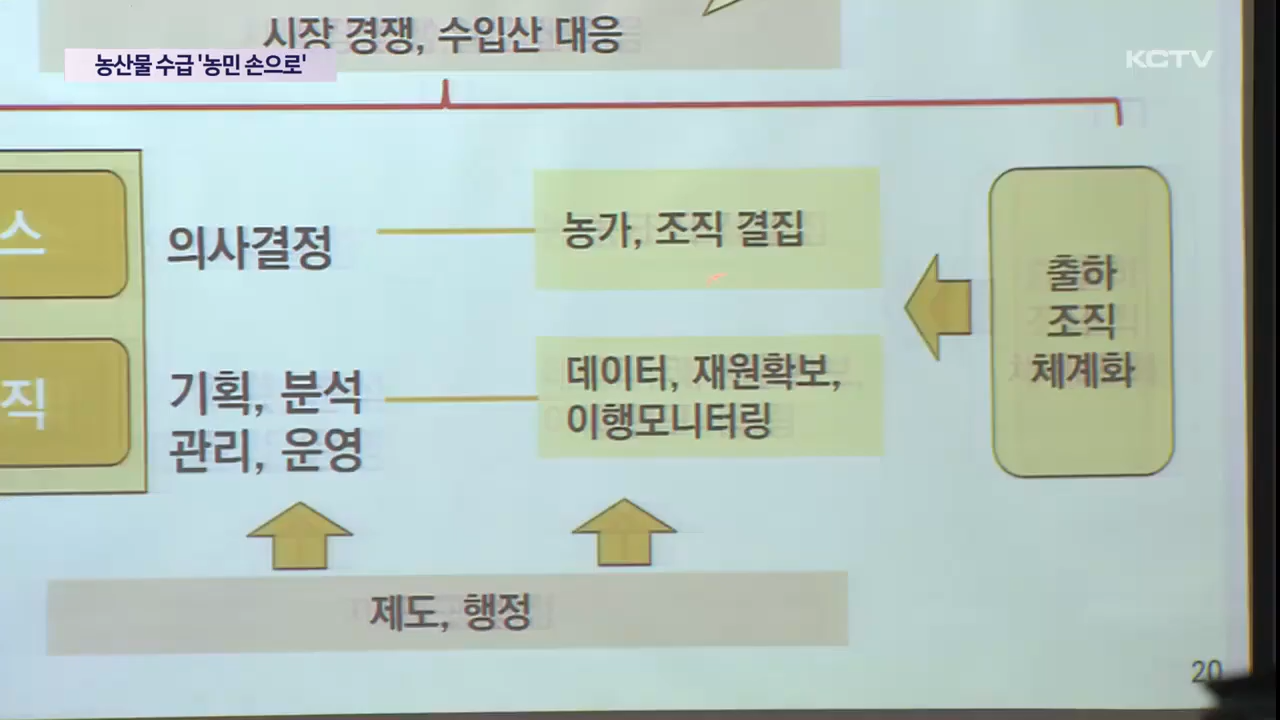 시장 경쟁, 수입산 대응
농산물 수급 '농민 손으로'
KCTV
스
의사결정
농가, 조직 결집
직
기획, 분석
관리, 운영
데이터, 재원확보,
이행모니터링
출하
조직
체계화
제도, 행정
20